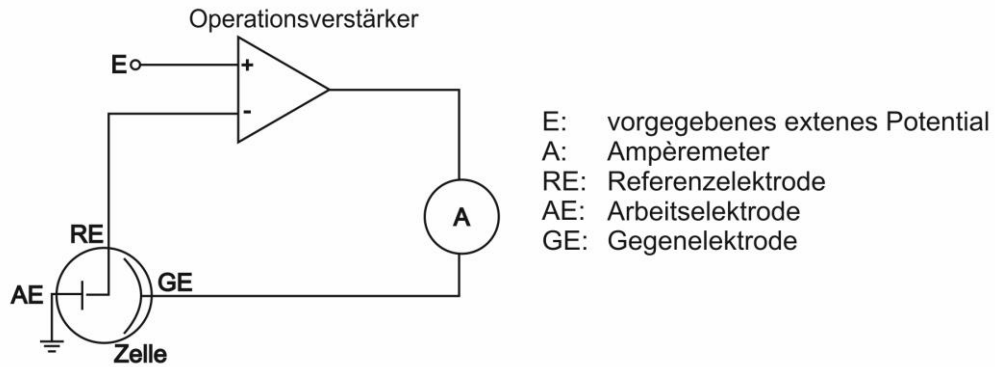 Operationsverstärker
E
+
-
A
RE
AE
GE
Zelle
E: vorgegebenes extenes Potential
A: Ampèremeter
RE: Referenzelektrode
AE: Arbeitselektrode
GE: Gegenelektrode